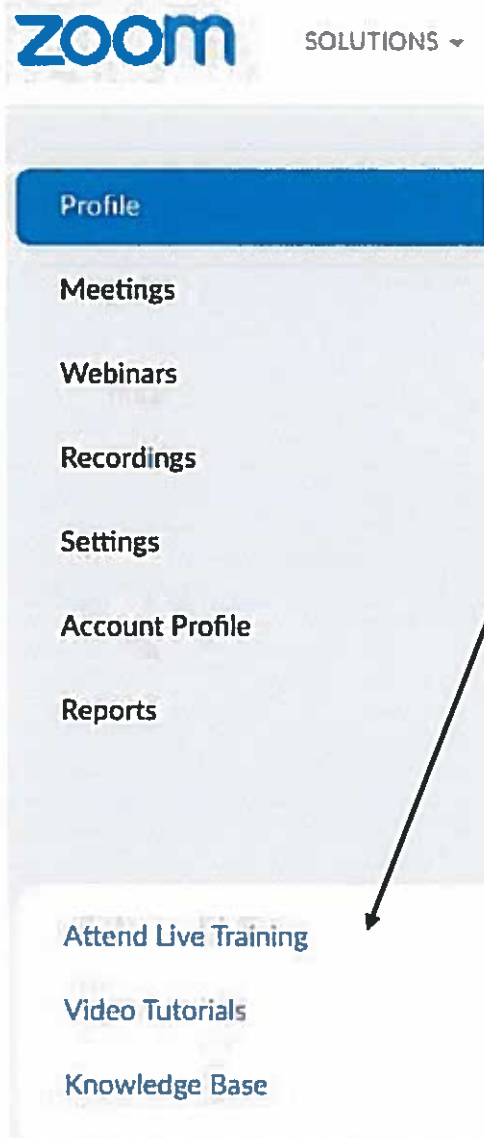 zoom SOLUTIONS
Profile
Meetings
Webinars
Recordings
Settings
Account Profile
Reports
Attend Live Training
Video Tutorials
Knowledge Base